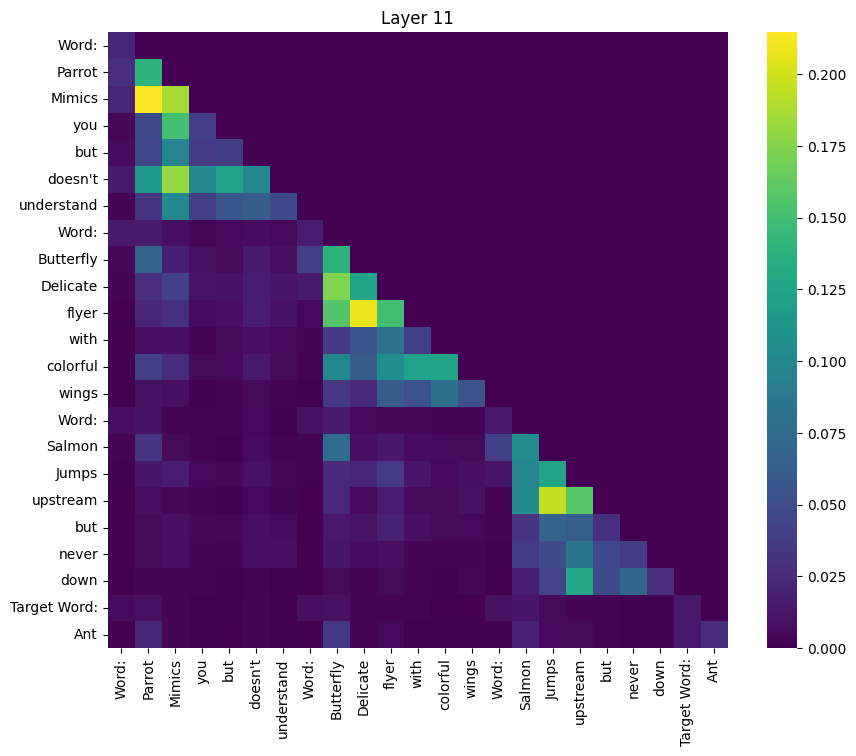 Layer 11
Word:
Parrot
Mimics
you
but
doesn't
understand
Word:
Butterfly
Delicate
flyer
with
colorful
wings
Word:
Salmon
Jumps
upstream
but
never
down
Target Word:
Ant
Word:
Parrot
Mimics
you
but
doesn't
understand
Word:
Butterfly
Delicate
flyer
with
colorful
wings
Word:
Salmon
Jumps
upstream
but
never
down
Target Word:
Ant
0.200
0.175
0.150
0.125
0.100
0.075
0.050
0.025
0.000